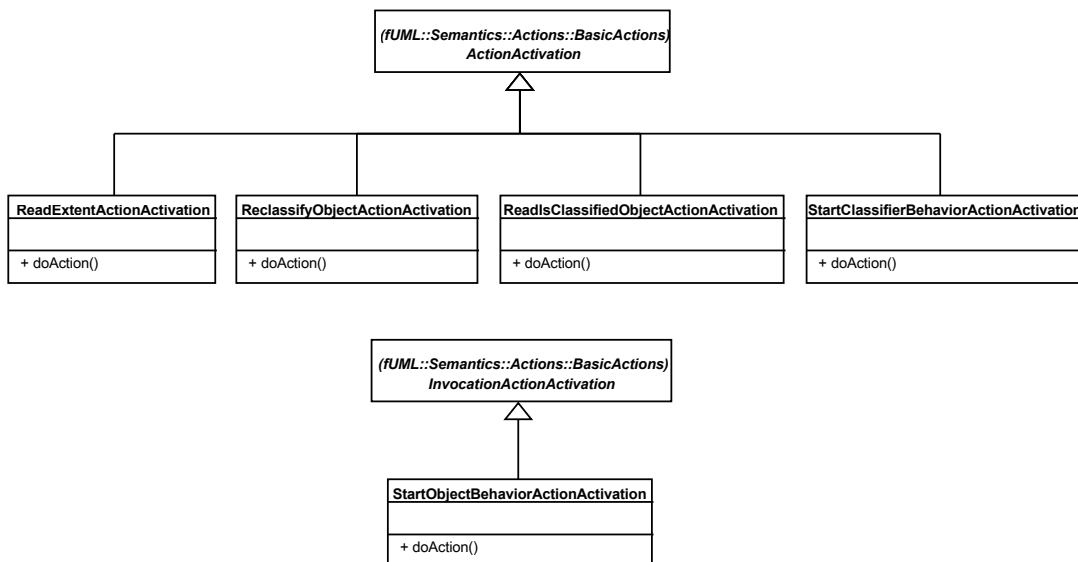 (fUML::Semantics::Actions::BasicActions)
ActionActivation
ReadExtentActionActivation
+ doAction()
ReclassifyObjectActionActivation
+ doAction()
ReadIsClassifiedObjectActionActivation
+ doAction()
StartClassifierBehaviorActionActivation
+ doAction()
(fUML::Semantics::Actions::BasicActions)
InvocationActionActivation
StartObjectBehaviorActionActivation
+ doAction()